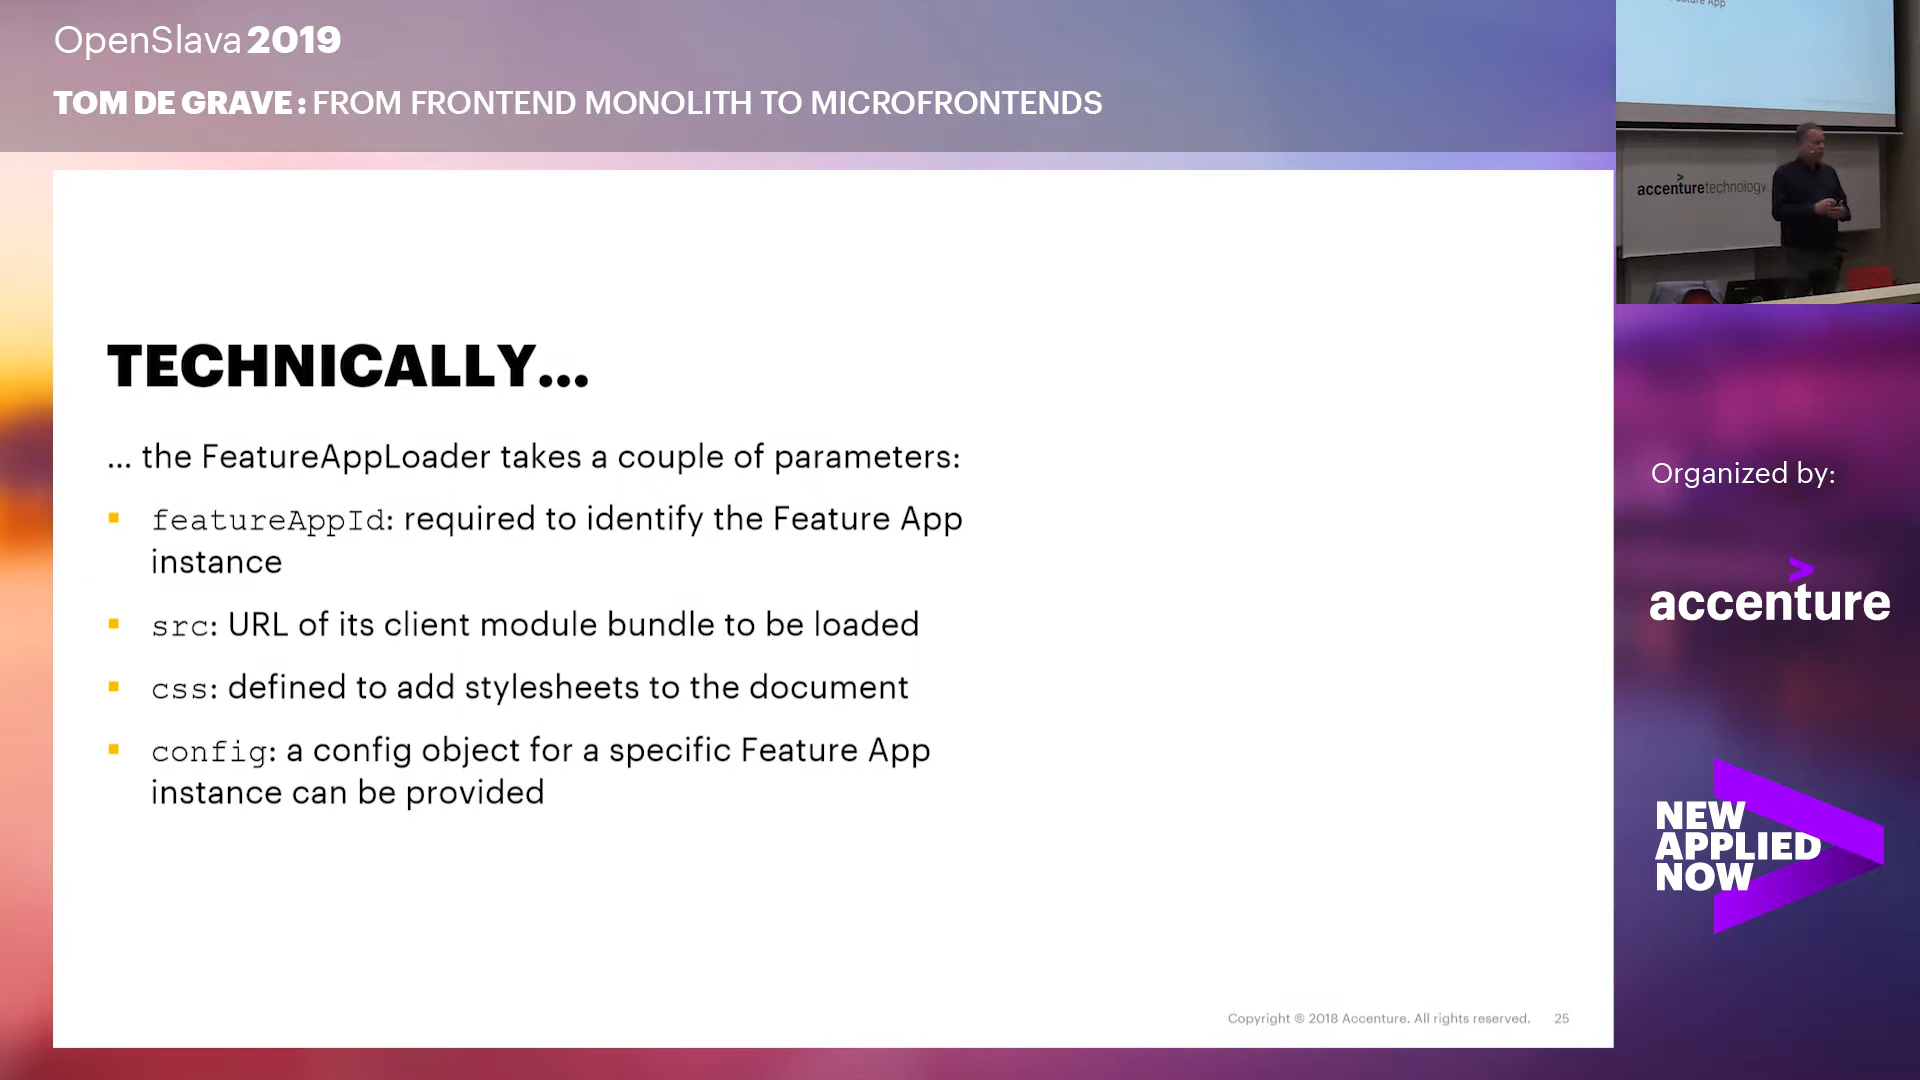 OpenSlava 2019
TOM DE GRAVE: FROM FRONTEND MONOLITH TO MICROFRONTENDS
TECHNICALLY...
... the FeatureAppLoader takes a couple of parameters:
▪ featureAppId: required to identify the Feature App
instance
▪ src: URL of its client module bundle to be loaded
▪ css: defined to add stylesheets to the document
▪ config: a config object for a specific Feature App
instance can be provided
Copyright © 2018 Accenture. All rights reserved. 25
App
accenturetechnology
Organized by:
accenture
NEW
APPLIED
NOW